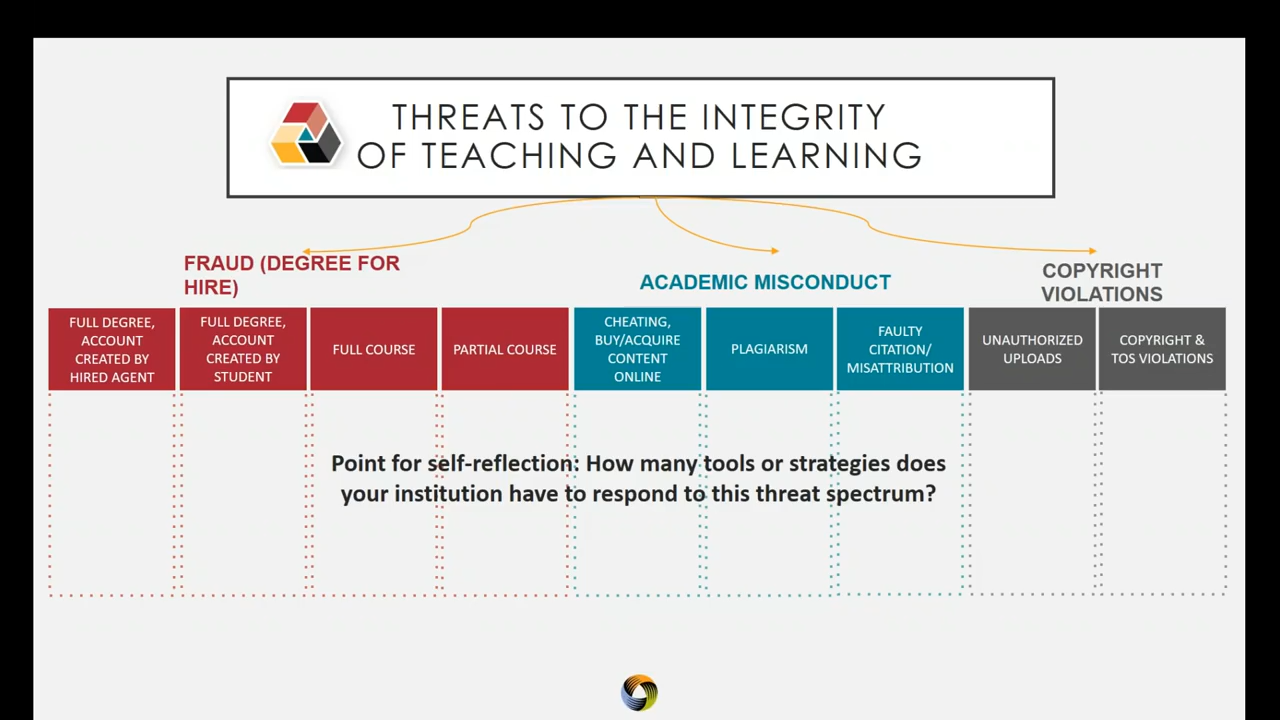 THREATS TO THE INTEGRITY
OF TEACHING AND LEARNING
FRAUD (DEGREE FOR
HIRE)
ACADEMIC MISCONDUCT
COPYRIGHT
VIOLATIONS
FULL DEGREE,
ACCOUNT
CREATED BY
HIRED AGENT
FULL DEGREE,
ACCOUNT
CREATED BY
STUDENT
FULL COURSE
PARTIAL COURSE
CHEATING,
BUY/ACQUIRE
CONTENT
ONLINE
PLAGIARISM
FAULTY
CITATION/
MISATTRIBUTION
UNAUTHORIZED
UPLOADS
COPYRIGHT &
TOS VIOLATIONS
Point for self-reflection: How many tools or strategies does
your institution have to respond to this threat spectrum?